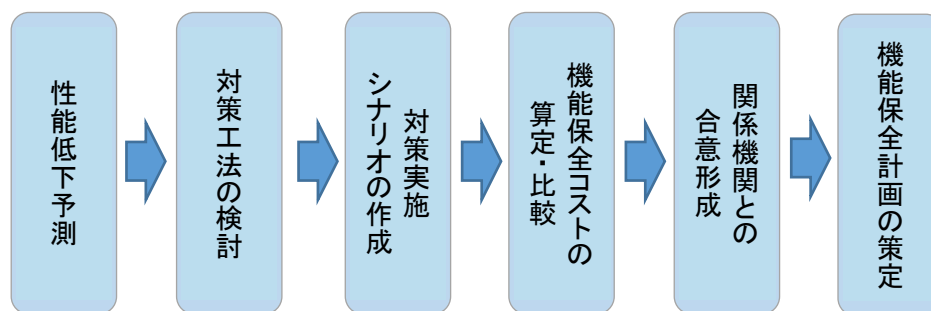 性能低下予測
対策工法の検討
対策実施
シナリオの作成
機能保全コストの
算定・比較
関係機関との
合意形成
機能保全計画の策定